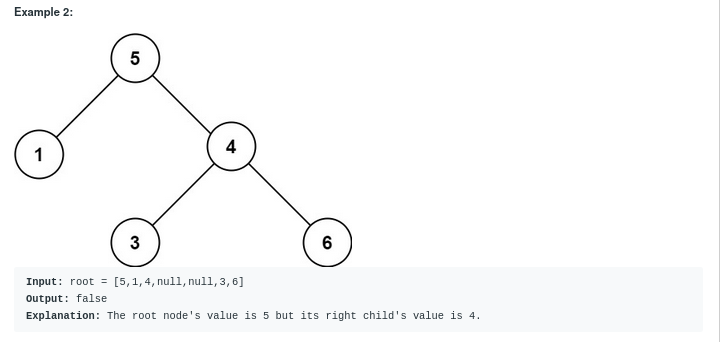 Example 2:
5
1
4
3
6
Input: root = [5,1,4,null,null,3,6]
Output: false
Explanation: The root node's value is 5 but its right child's value is 4.